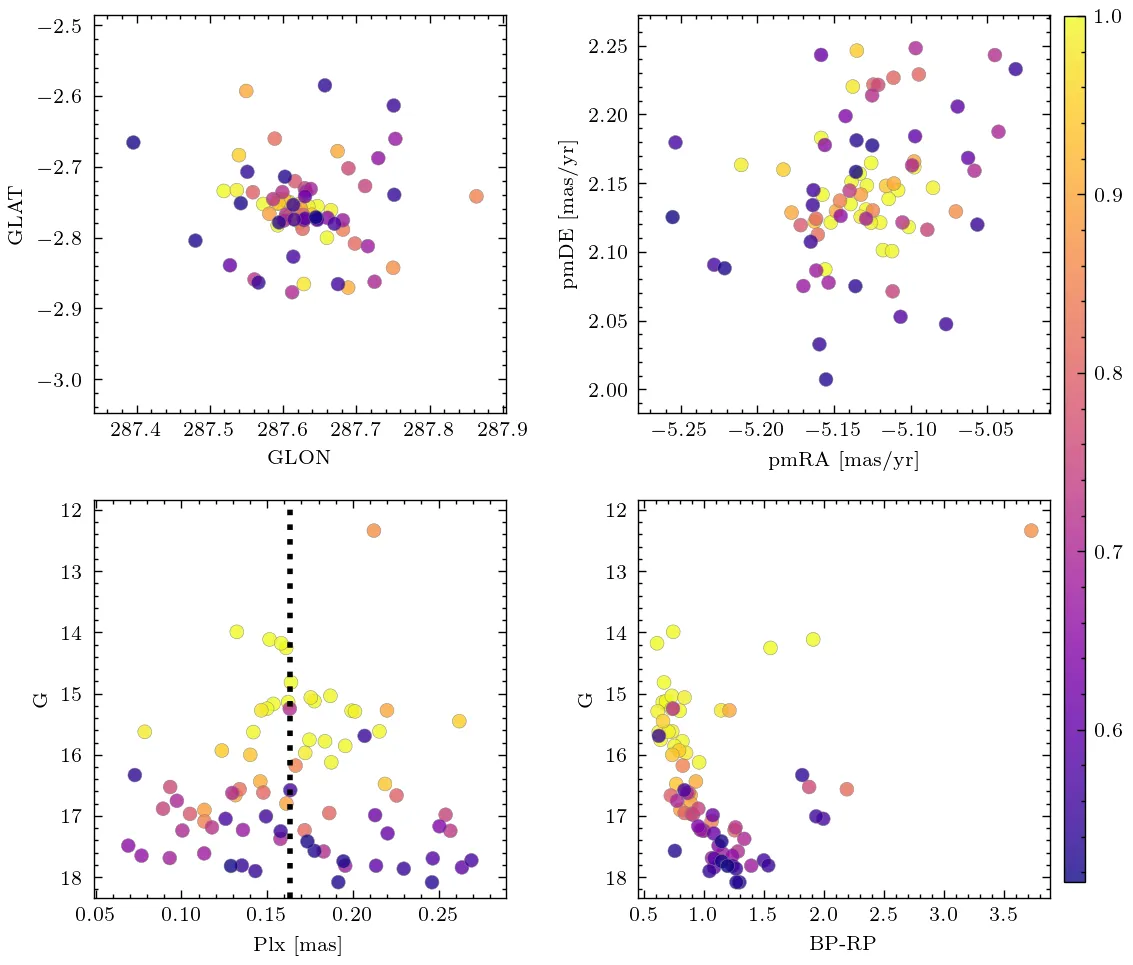 −2.5
−2.6
−2.7
−2.8
−2.9
−3.0
GLAT
287.4 287.5 287.6 287.7 287.8 287.9
GLON
2.25
2.20
2.15
2.10
2.05
2.00
pmDE [mas/yr]
−5.25 −5.20 −5.15 −5.10 −5.05
pmRA [mas/yr]
12
13
14
15
16
17
18
G
0.05 0.10 0.15 0.20 0.25
Plx [mas]
12
13
14
15
16
17
18
G
0.5 1.0 1.5 2.0 2.5 3.0 3.5
BP-RP
1.0
0.9
0.8
0.7
0.6